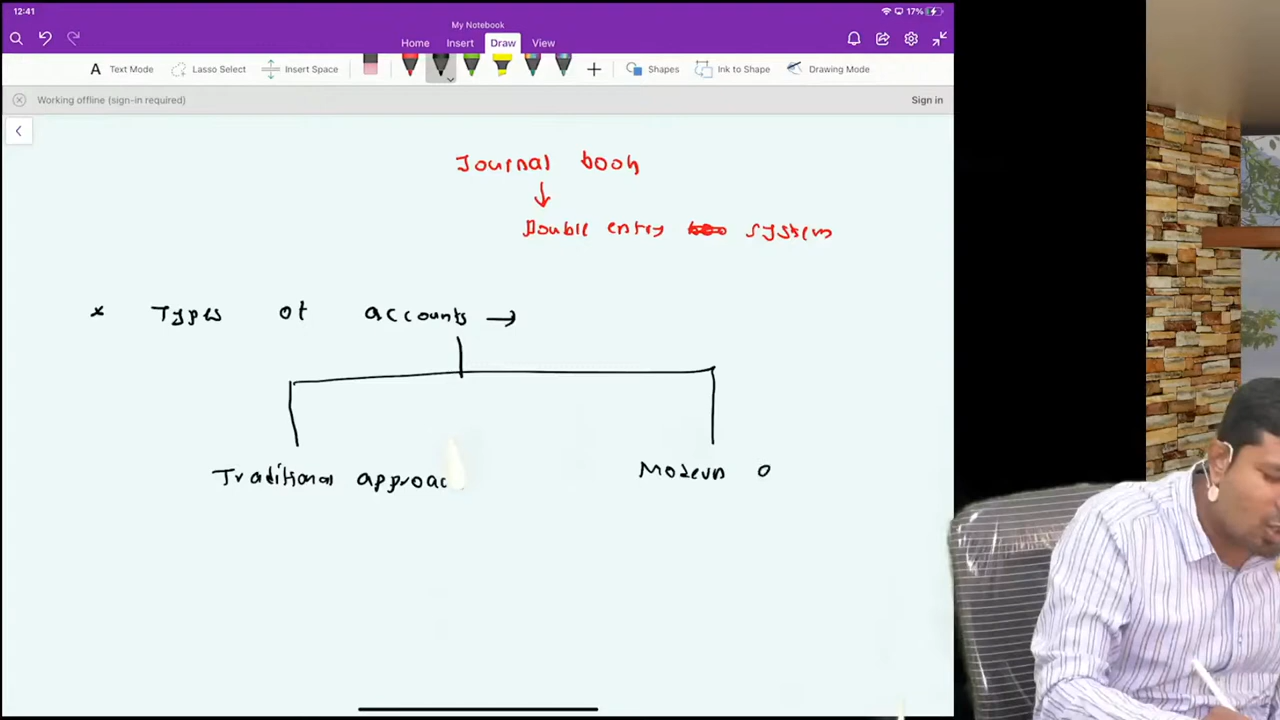 12:41
17%
My Notebook
Home Insert Draw View
Text Mode Lasso Select Insert Space Shapes Ink to Shape Drawing Mode
Working offline (sign-in required) Sign in
Journal book
Double entry system
* Types of accounts →
Traditional approac
Modern a